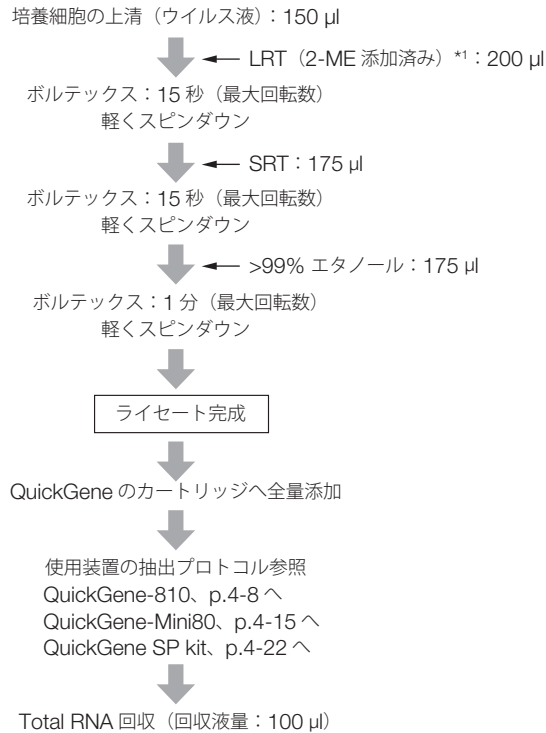 培養細胞の上清（ウイルス液）：150 μl
LRT（2-ME 添加済み）*1：200 μl
ボルテックス：15 秒（最大回転数）
軽くスピンダウン
SRT：175 μl
ボルテックス：15 秒（最大回転数）
軽くスピンダウン
>99% エタノール：175 μl
ボルテックス：1 分（最大回転数）
軽くスピンダウン
ライセート完成
QuickGene のカートリッジへ全量添加
使用装置の抽出プロトコル参照
QuickGene-810、p.4-8 へ
QuickGene-Mini80、p.4-15 へ
QuickGene SP kit、p.4-22 へ
Total RNA 回収（回収液量：100 μl）